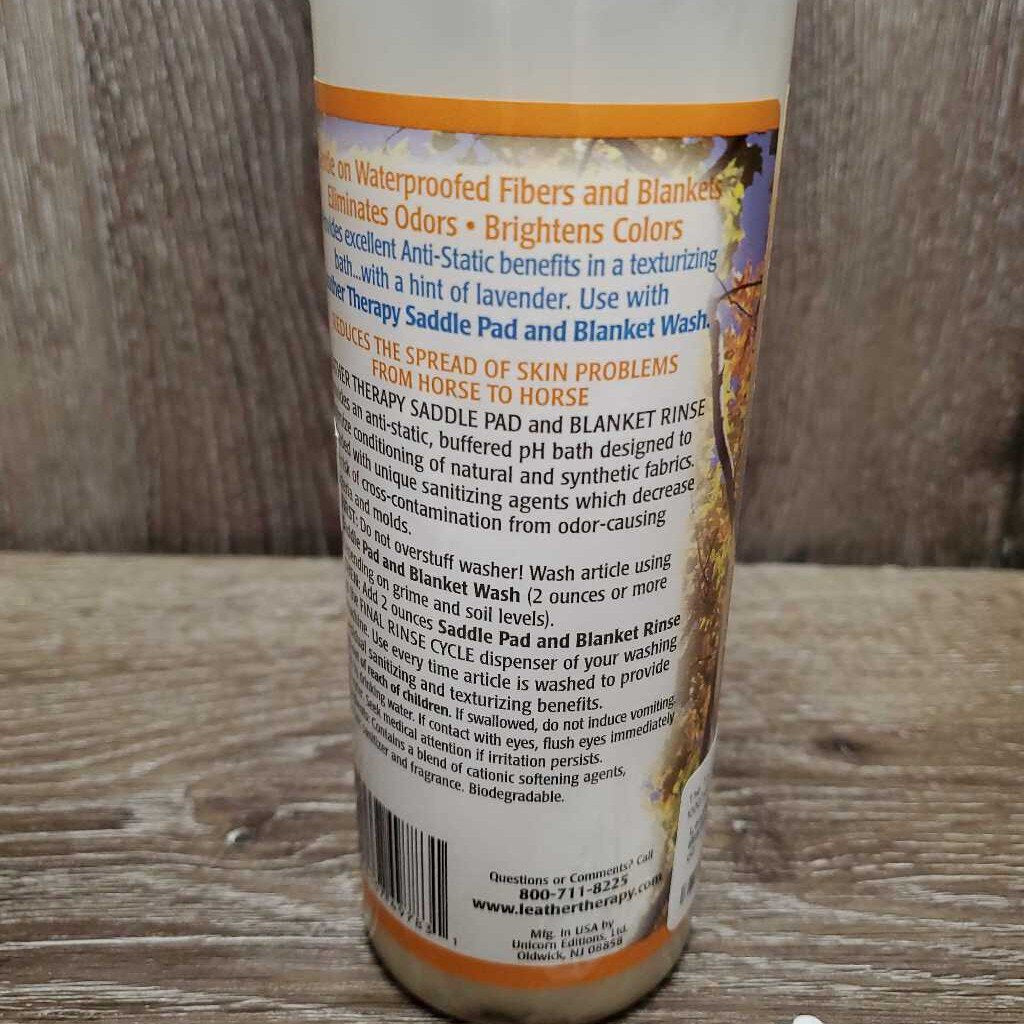 on Waterproofed Fibers and Blankets
Eliminates Odors • Brightens Colors
excellent Anti-Static benefits in a texturizing
bath...with a hint of lavender. Use with
Therapy Saddle Pad and Blanket Wash.
REDUCES THE SPREAD OF SKIN PROBLEMS
FROM HORSE TO HORSE
THERAPY SADDLE PAD and BLANKET RINSE
an anti-static, buffered pH bath designed to
conditioning of natural and synthetic fabrics.
with unique sanitizing agents which decrease
of cross-contamination from odor-causing
and molds.
Do not overstuff washer! Wash article using
Pad and Blanket Wash (2 ounces or more
on grime and soil levels).
Add 2 ounces Saddle Pad and Blanket Rinse
FINAL RINSE CYCLE dispenser of your washing
Use every time article is washed to provide
sanitizing and texturizing benefits.
of reach of children. If swallowed, do not induce vomiting.
drinking water. If contact with eyes, flush eyes immediately
Seek medical attention if irritation persists.
Contains a blend of cationic softening agents,
and fragrance. Biodegradable.
Questions or Comments? Call
800-711-8225
www.leathertherapy.com
Mfg. in USA by
Unicorn Editions, Ltd.
Oldwick, NJ 08858